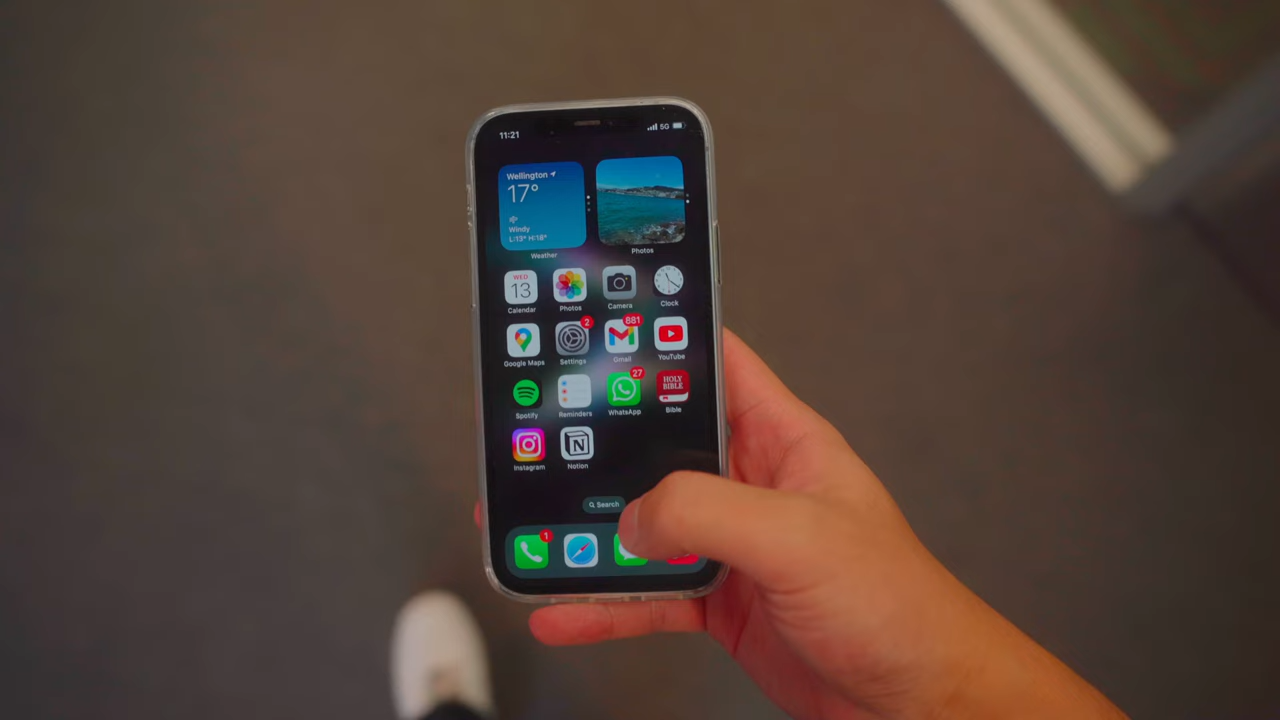 11:21
5G
Wellington
17°
Windy
L:13° H:18°
Weather
Photos
WED
13
Calendar
Photos
Camera
Clock
Google Maps
2
Settings
881
Gmail
YouTube
Spotify
Reminders
27
WhatsApp
HOLY
BIBLE
Bible
Instagram
N
Notion
Search
1